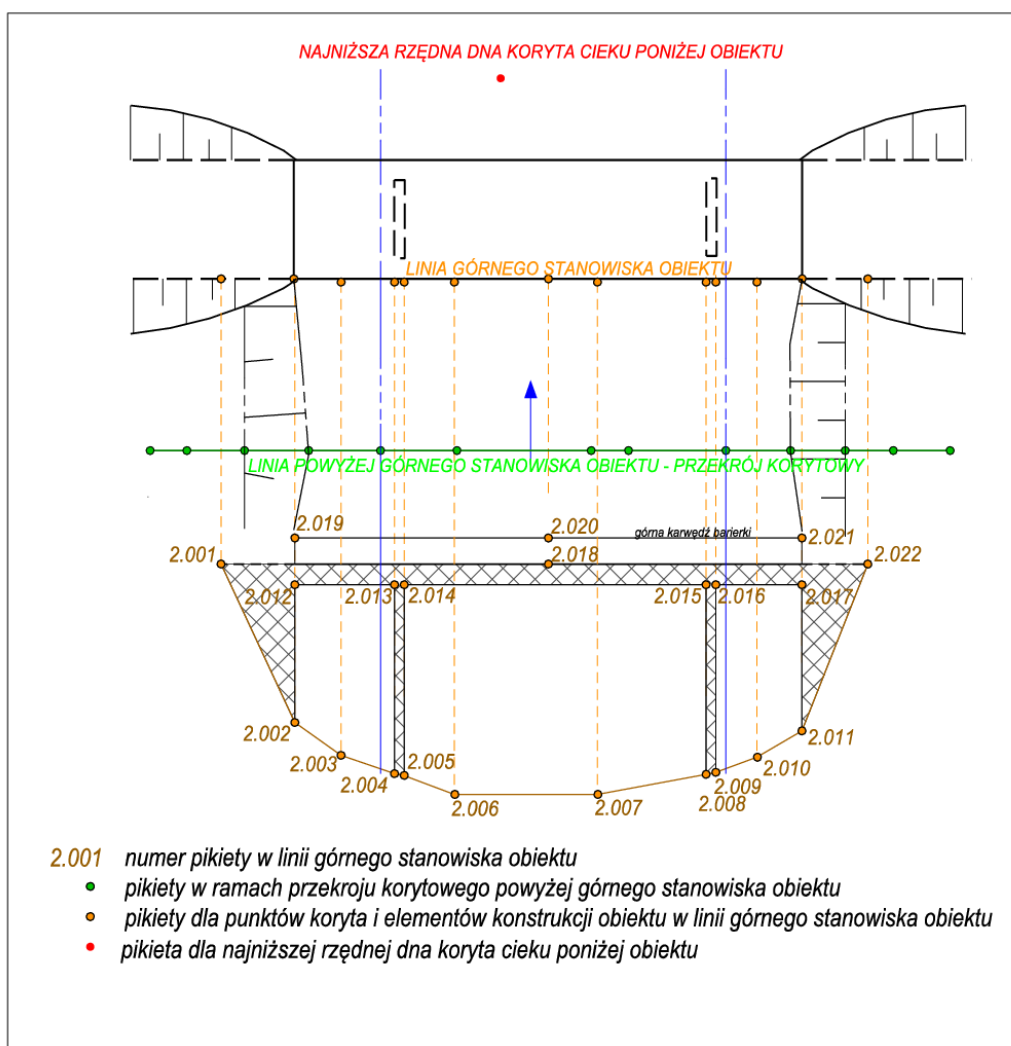 NAJNIŻSZA RZĘDNA DNA KORYTA CIEKU PONIŻEJ OBIEKTU
LINIA GÓRNEGO STANOWISKA OBIEKTU
LINIA POWYŻEJ GÓRNEGO STANOWISKA OBIEKTU - PRZEKRÓJ KORYTOWY
2.019
2.020
górna karwędź barierki
2.021
2.001
2.018
2.022
2.012
2.013
2.014
2.015
2.016
2.017
2.002
2.011
2.003
2.004
2.005
2.010
2.009
2.006
2.007
2.008
2.001 numer pikiety w linii górnego stanowiska obiektu
pikiety w ramach przekroju korytowego powyżej górnego stanowiska obiektu
pikiety dla punktów koryta i elementów konstrukcji obiektu w linii górnego stanowiska obiektu
pikieta dla najniższej rzędnej dna koryta cieku poniżej obiektu